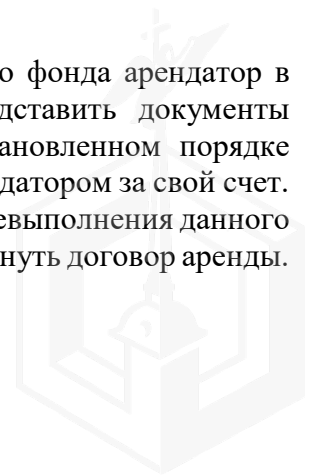 о фонда арендатор в
дставить документы
ановленном порядке
датором за свой счет.
евыполнения данного
нуть договор аренды.